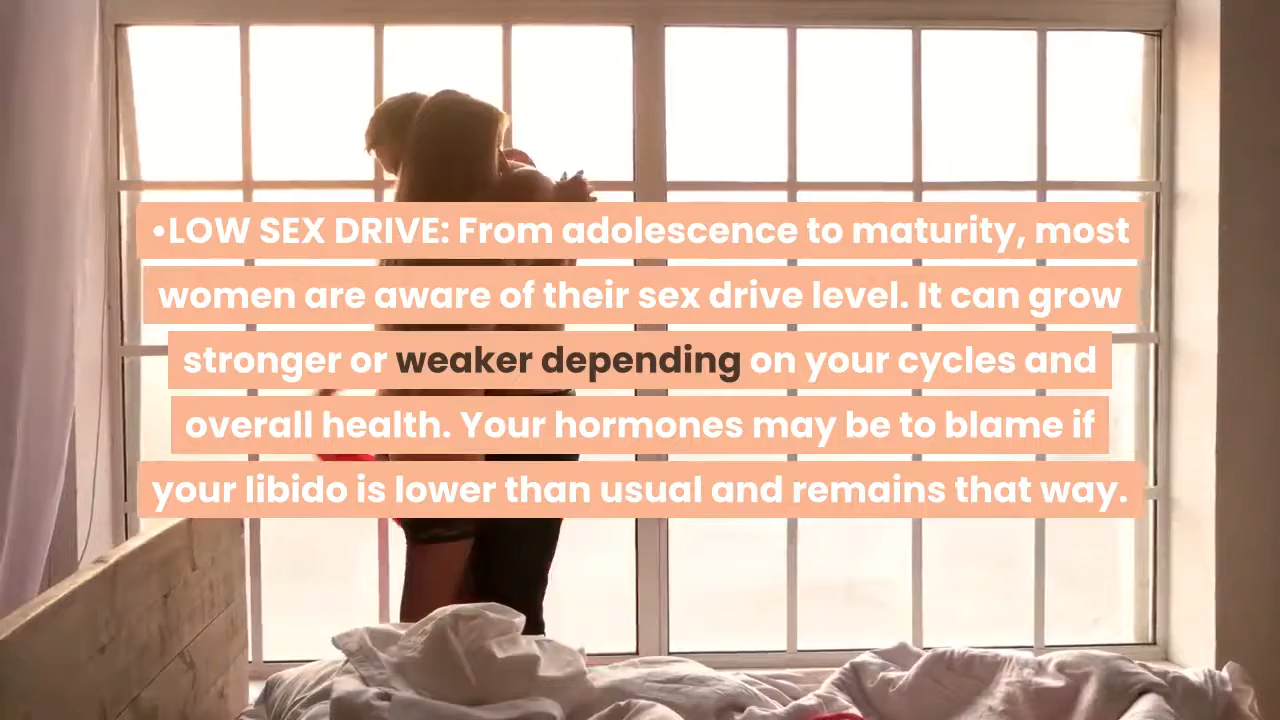 •LOW SEX DRIVE: From adolescence to maturity, most
women are aware of their sex drive level. It can grow
stronger or weaker depending on your cycles and
overall health. Your hormones may be to blame if
your libido is lower than usual and remains that way.